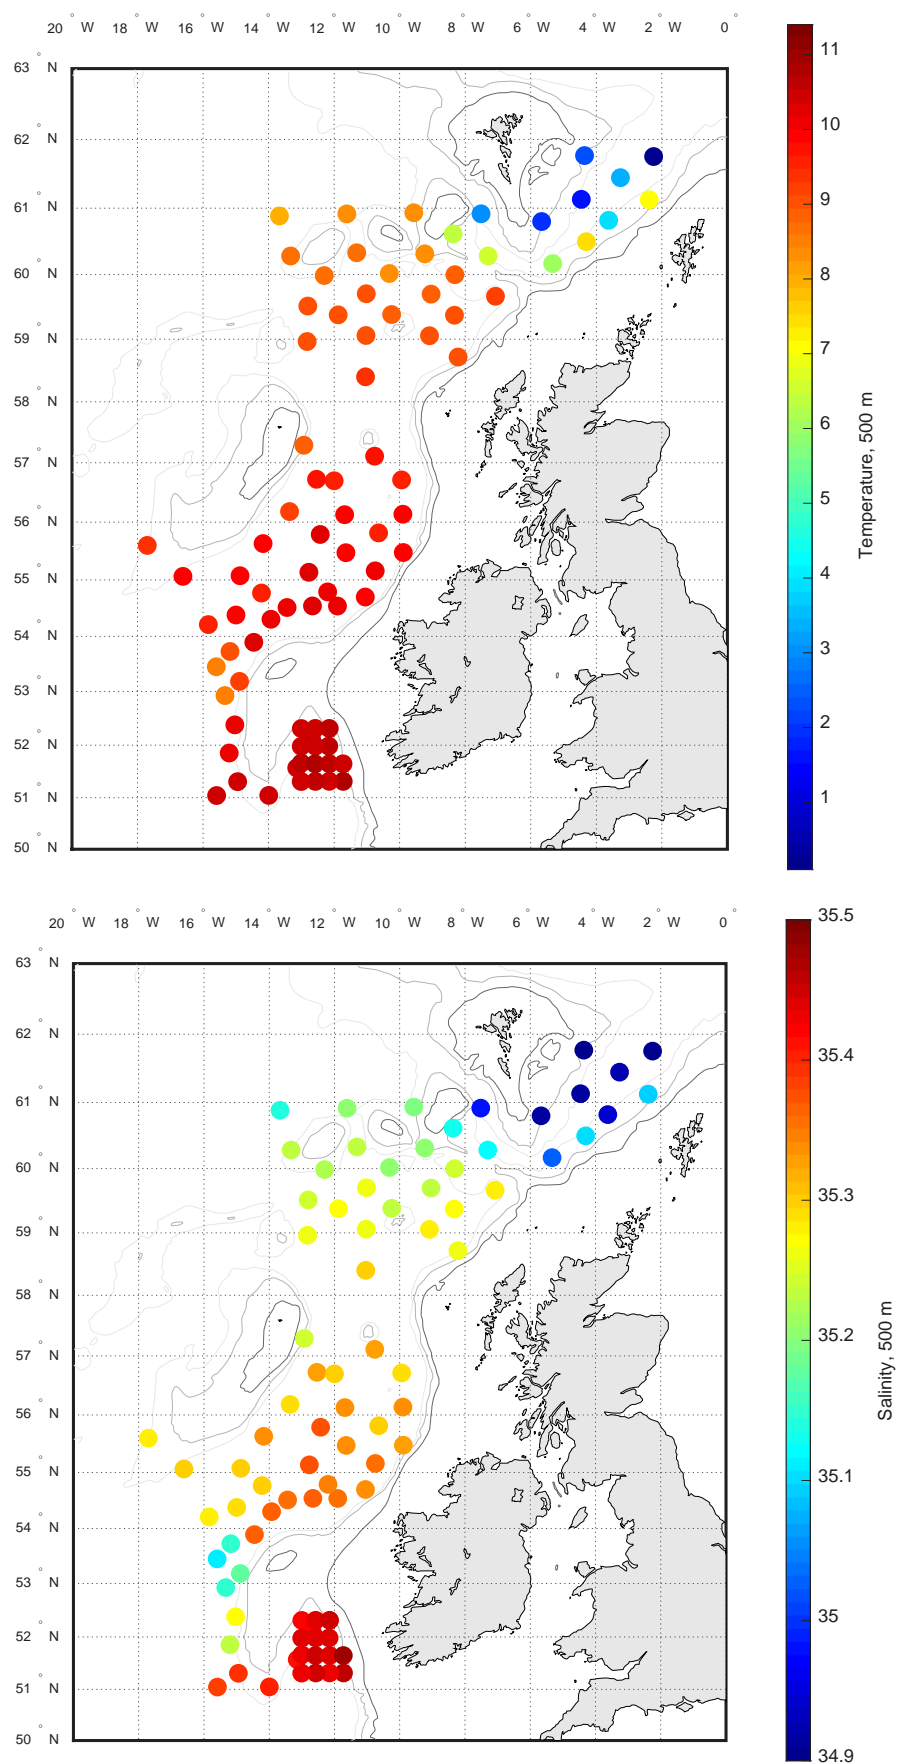 20 °W 18 °W 16 °W 14 °W 12 °W 10 °W 8 °W 6 °W 4 °W 2 °W 0 °
63 °N
62 °N
61 °N
60 °N
59 °N
58 °N
57 °N
56 °N
55 °N
54 °N
53 °N
52 °N
51 °N
50 °N
11
10
9
8
7
6
5
4
3
2
1
Temperature, 500 m
20 °W 18 °W 16 °W 14 °W 12 °W 10 °W 8 °W 6 °W 4 °W 2 °W 0 °
63 °N
62 °N
61 °N
60 °N
59 °N
58 °N
57 °N
56 °N
55 °N
54 °N
53 °N
52 °N
51 °N
50 °N
35.5
35.4
35.3
35.2
35.1
35
34.9
Salinity, 500 m